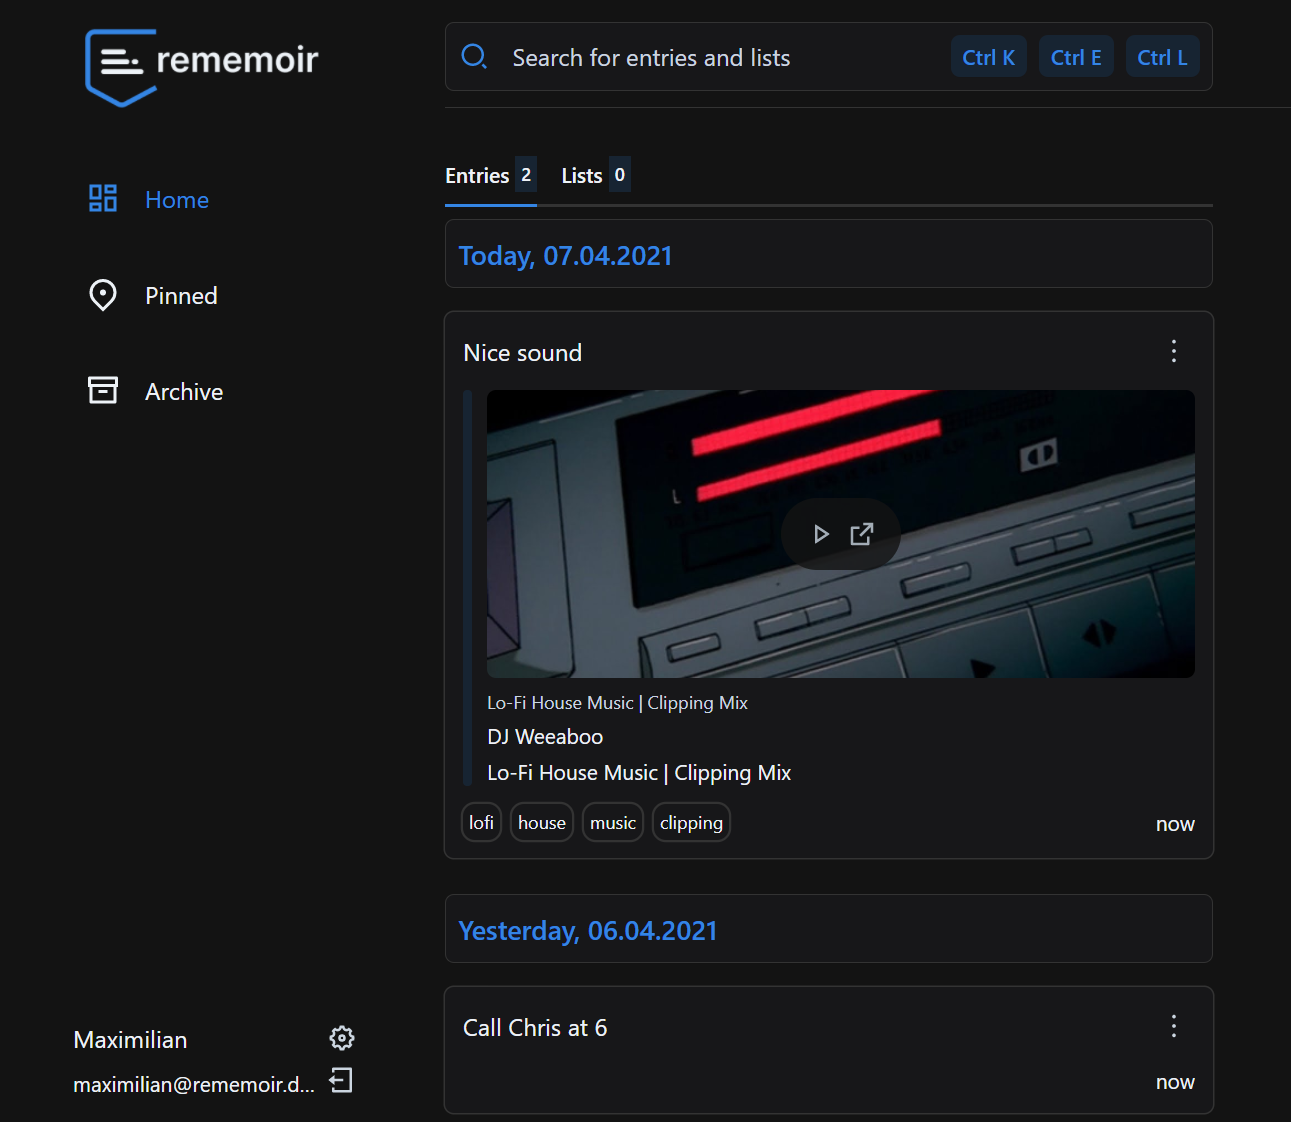 rememoir
Search for entries and lists
Ctrl K
Ctrl E
Ctrl L
Home
Pinned
Archive
Entries 2
Lists 0
Today, 07.04.2021
Nice sound
L
Lo-Fi House Music | Clipping Mix
DJ Weeaboo
Lo-Fi House Music | Clipping Mix
lofi
house
music
clipping
now
Yesterday, 06.04.2021
Call Chris at 6
now
Maximilian
maximilian@rememoir.d...